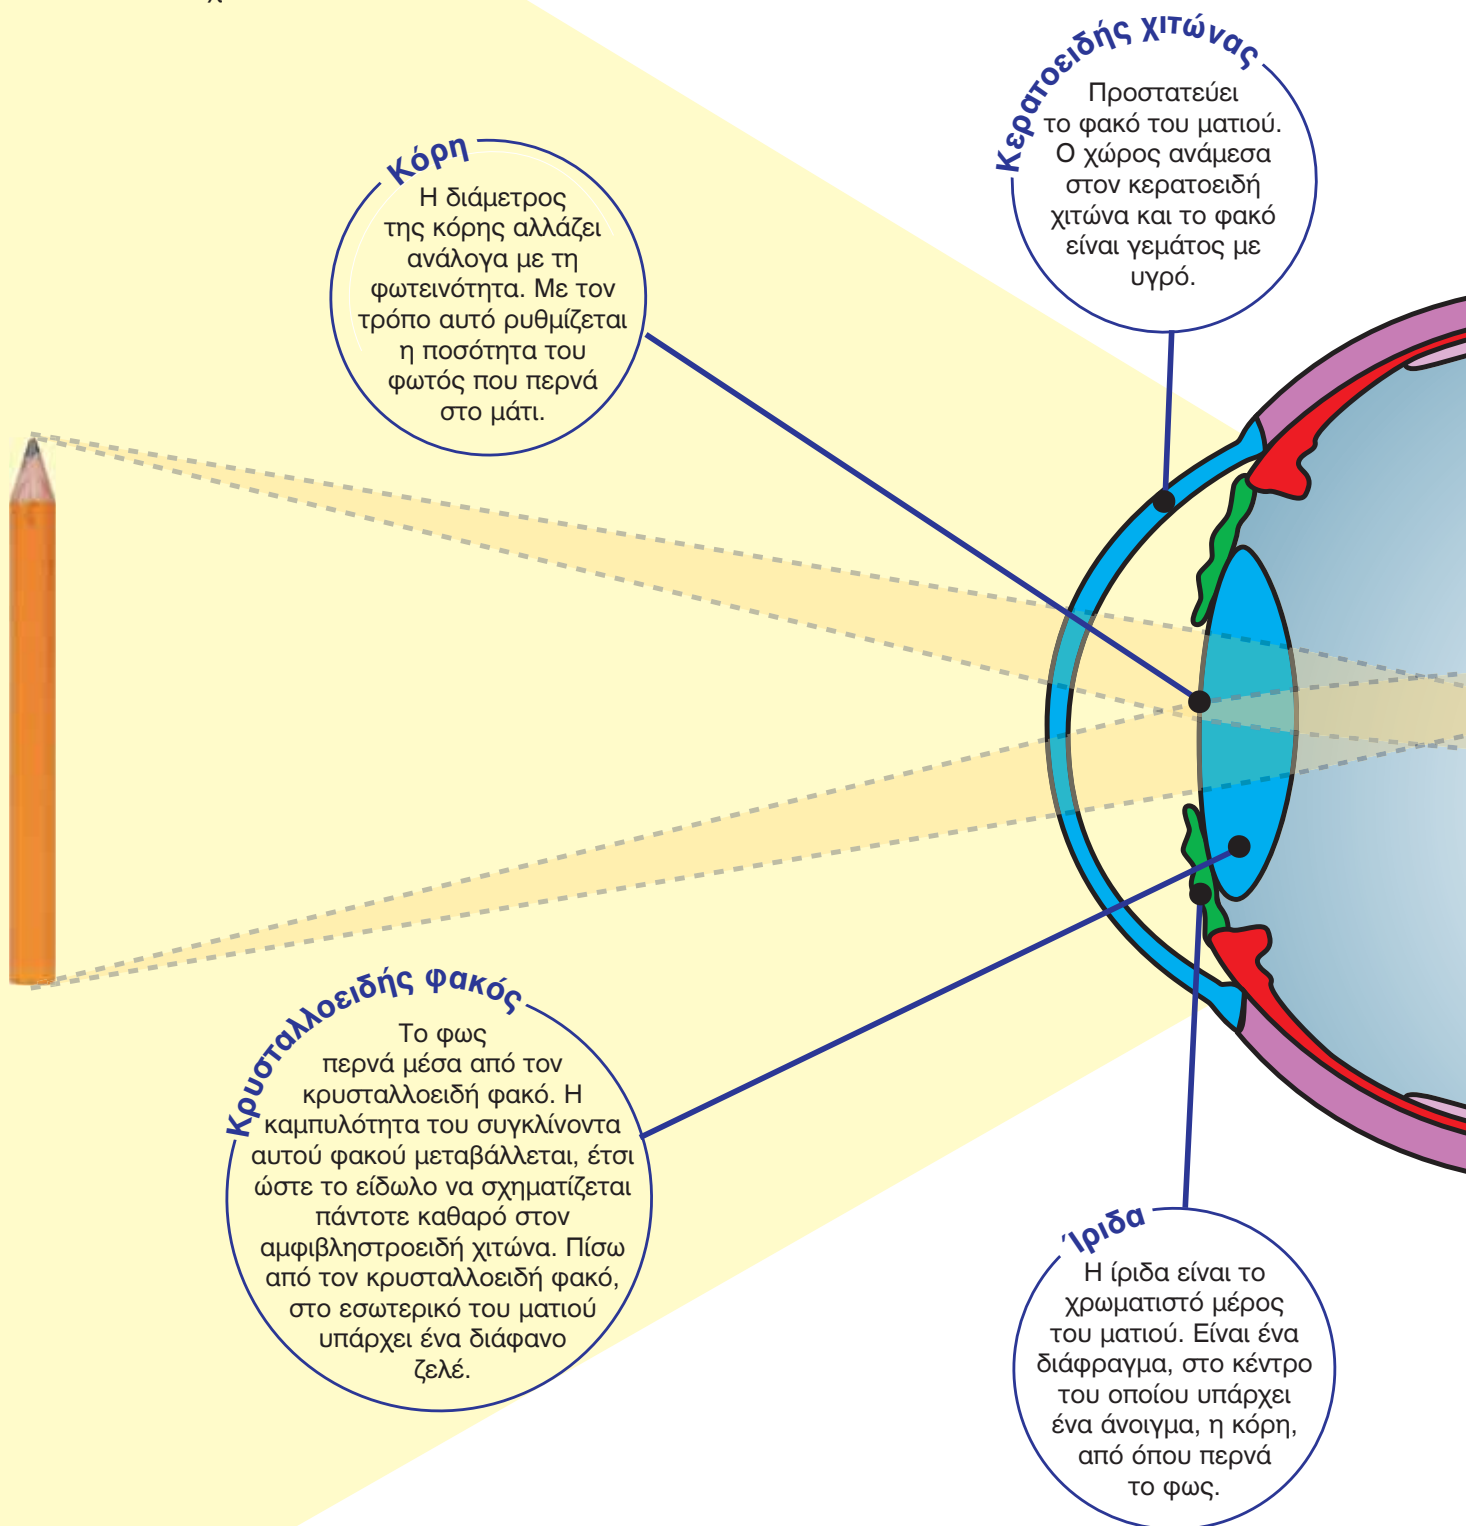 Κερατοειδής χιτώνας
Προστατεύει
το φακό του ματιού.
Ο χώρος ανάμεσα
στον κερατοειδή
χιτώνα και το φακό
είναι γεμάτος με
υγρό.
Κόρη
Η διάμετρος
της κόρης αλλάζει
ανάλογα με τη
φωτεινότητα. Με τον
τρόπο αυτό ρυθμίζεται
η ποσότητα του
φωτός που περνά
στο μάτι.
Κρυσταλλοειδής φακός
Το φως
περνά μέσα από τον
κρυσταλλοειδή φακό. Η
καμπυλότητα του συγκλίνοντα
αυτού φακού μεταβάλλεται, έτσι
ώστε το είδωλο να σχηματίζεται
πάντοτε καθαρό στον
αμφιβληστροειδή χιτώνα. Πίσω
από τον κρυσταλλοειδή φακό,
στο εσωτερικό του ματιού
υπάρχει ένα διάφανο
ζελέ.
Ίριδα
Η ίριδα είναι το
χρωματιστό μέρος
του ματιού. Είναι ένα
διάφραγμα, στο κέντρο
του οποίου υπάρχει
ένα άνοιγμα, η κόρη,
από όπου περνά
το φως.